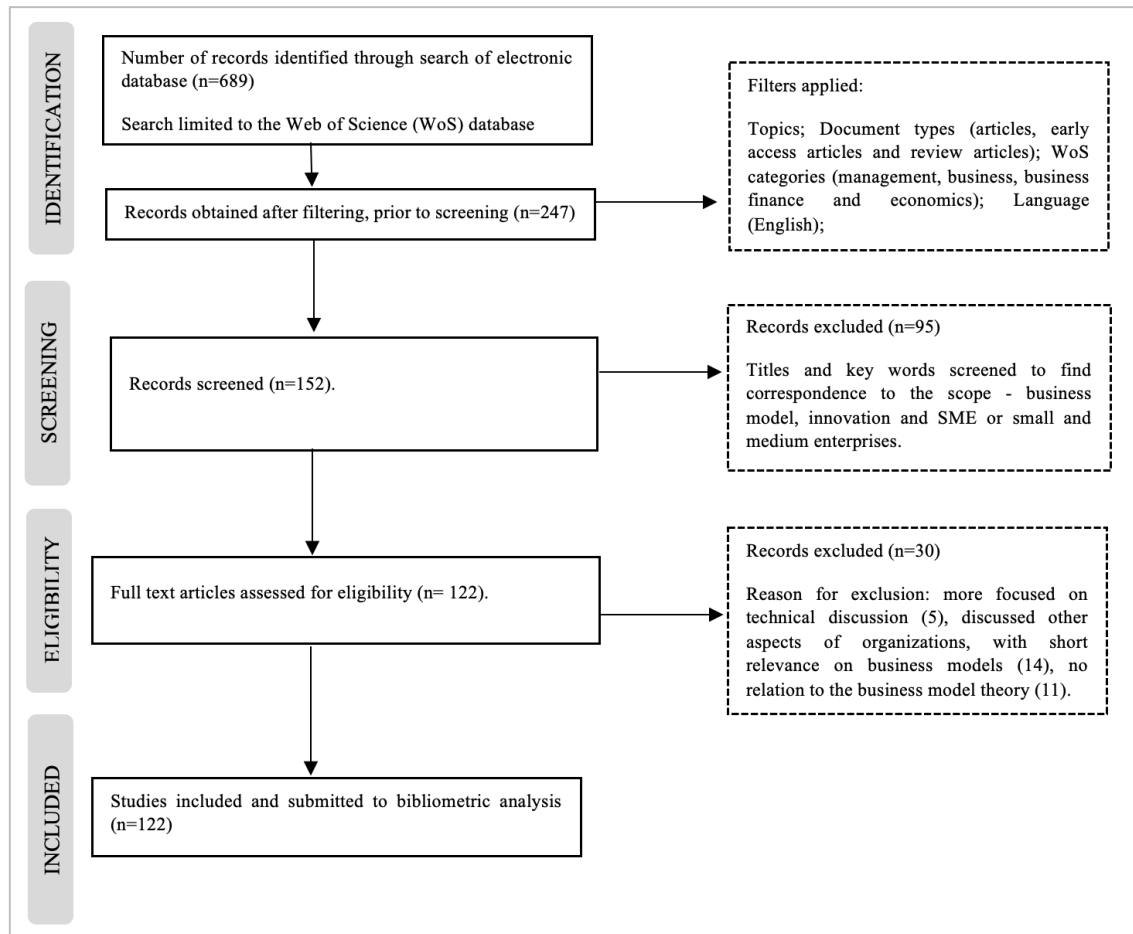 IDENTIFICATION
Number of records identified through search of electronic
database (n=689)
Search limited to the Web of Science (WoS) database
Records obtained after filtering, prior to screening (n=247)
Filters applied:
Topics; Document types (articles, early
access articles and review articles); WoS
categories (management, business, business
finance and economics); Language
(English);
SCREENING
Records screened (n=152).
Records excluded (n=95)
Titles and key words screened to find
correspondence to the scope - business
model, innovation and SME or small and
medium enterprises.
ELIGIBILITY
Full text articles assessed for eligibility (n= 122).
Records excluded (n=30)
Reason for exclusion: more focused on
technical discussion (5), discussed other
aspects of organizations, with short
relevance on business models (14), no
relation to the business model theory (11).
INCLUDED
Studies included and submitted to bibliometric analysis
(n=122)